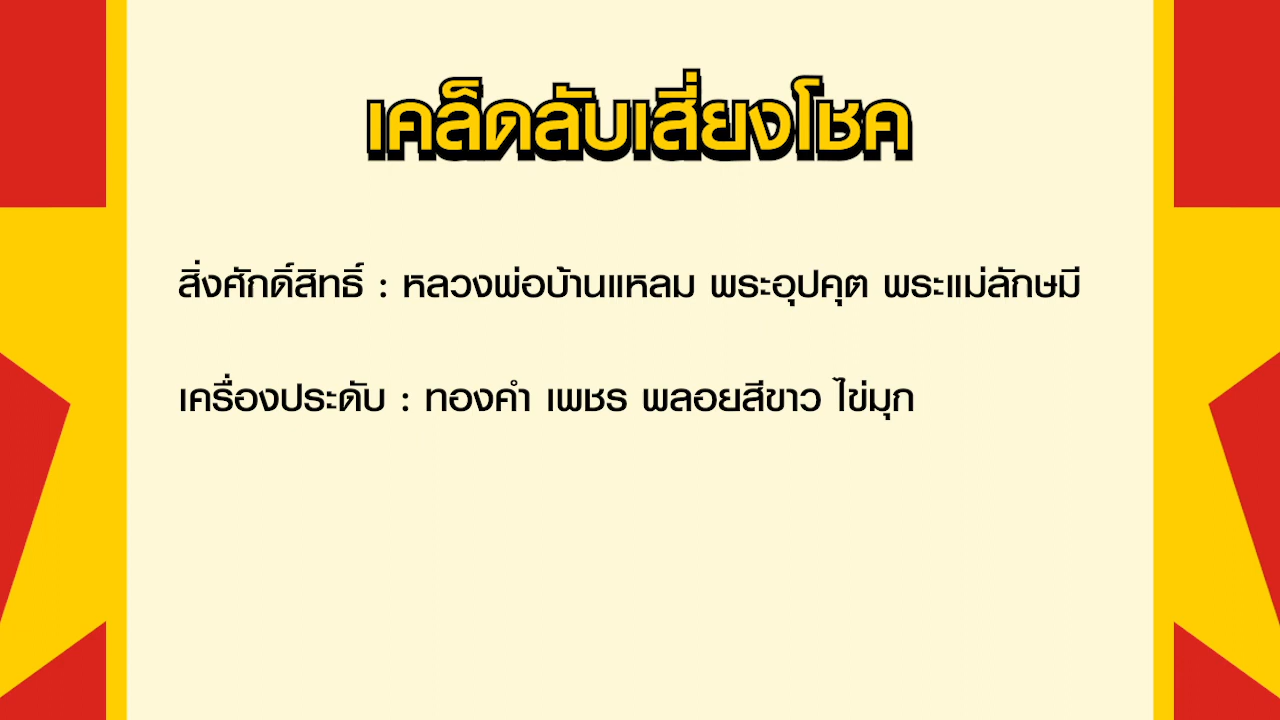 เคล็ดลับเสี่ยงโชค
สิ่งศักดิ์สิทธิ์ : หลวงพ่อบ้านแหลม พระอุปคุต พระแม่ลักษมี
เครื่องประดับ : ทองคำ เพชร พลอยสีขาว ไข่มุก